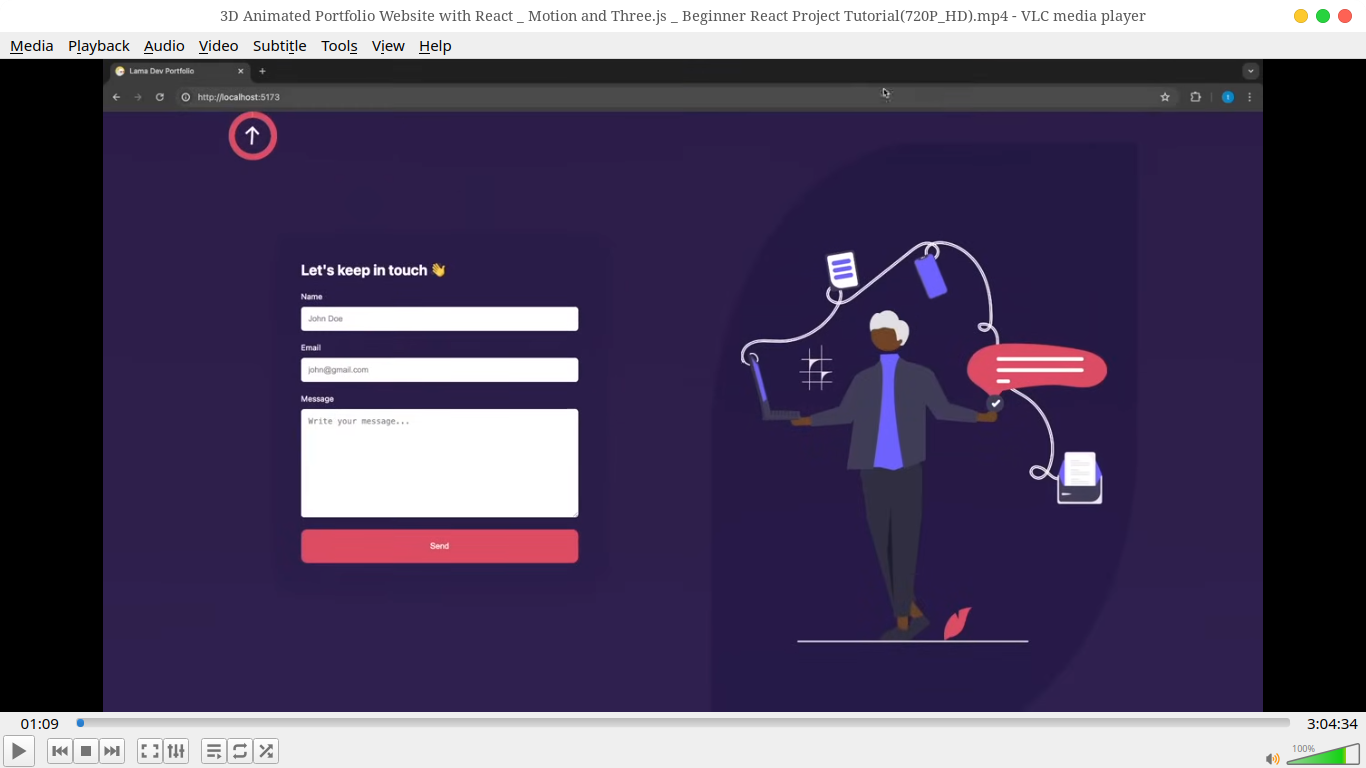 3D Animated Portfolio Website with React _ Motion and Three.js _ Beginner React Project Tutorial(720P_HD).mp4 - VLC media player
Media Playback Audio Video Subtitle Tools View Help
Lama Dev Portfolio
http://localhost:5173
Let's keep in touch 👋
Name
John Doe
Email
john@gmail.com
Message
Write your message...
Send
01:09
3:04:34
100%